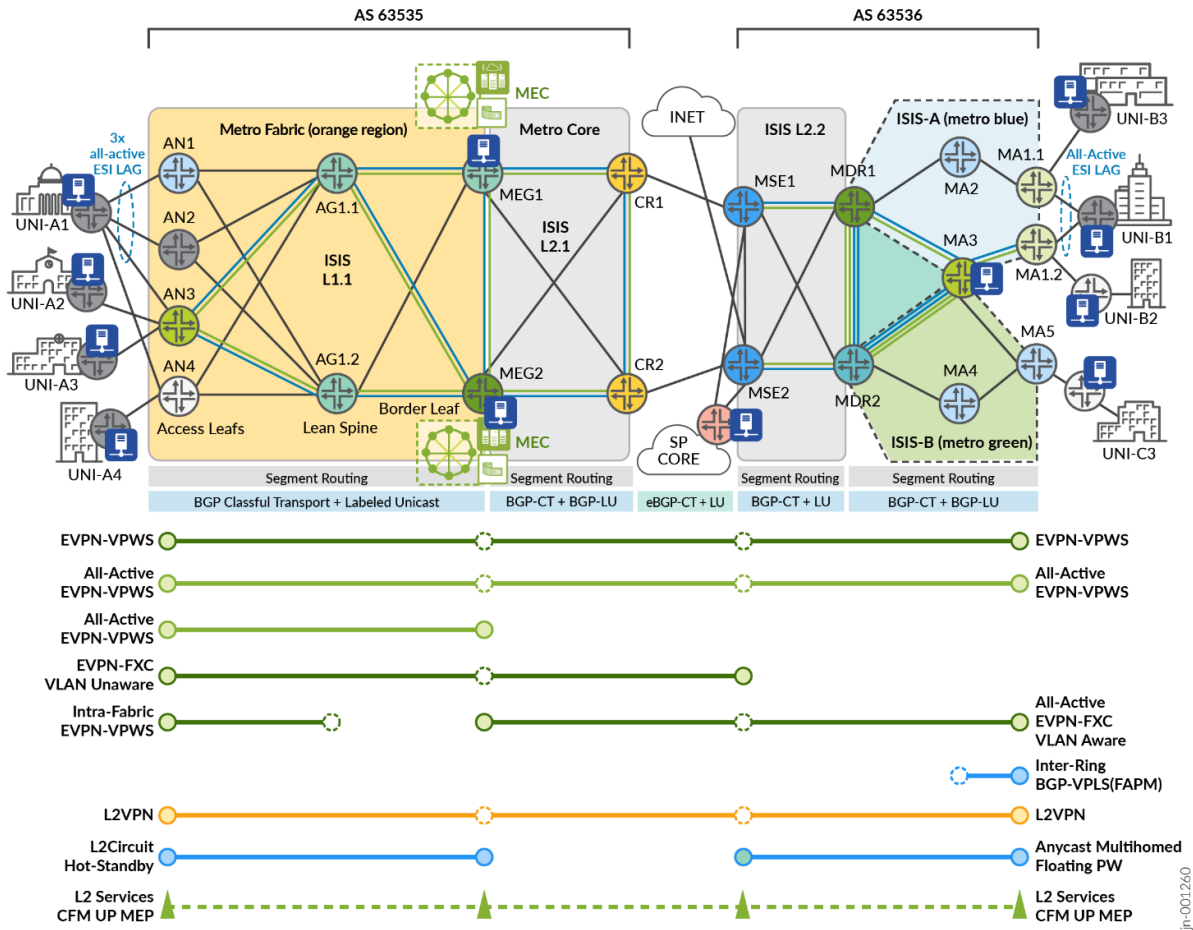 AS 63535
AS 63536
MEC
INET
UNI-B3
Metro Fabric (orange region)
Metro Core
ISIS L2.2
ISIS-A (metro blue)
3x
all-active
ESI LAG
AN1
MA1.1
All-Active
ESI LAG
MEG1
CR1
MSE1
MDR1
MA2
UNI-A1
AG1.1
AN2
ISIS
L2.1
MA3
UNI-B1
ISIS
L1.1
MA1.2
UNI-A2
AN3
UNI-B2
UNI-A3
AG1.2
MEG2
CR2
MSE2
MDR2
MA4
MA5
AN4
Border Leaf
Access Leafs
Lean Spine
MEC
SP
CORE
ISIS-B (metro green)
UNI-C3
UNI-A4
Segment Routing
Segment Routing
Segment Routing
Segment Routing
BGP Classful Transport + Labeled Unicast
BGP-CT + BGP-LU
eBGP-CT + LU
BGP-CT + LU
BGP-CT + BGP-LU
EVPN-VPWS
EVPN-VPWS
All-Active
EVPN-VPWS
All-Active
EVPN-VPWS
All-Active
EVPN-VPWS
EVPN-FXC
VLAN Unaware
Intra-Fabric
EVPN-VPWS
All-Active
EVPN-FXC
VLAN Aware
Inter-Ring
BGP-VPLS(FAPM)
L2VPN
L2VPN
L2Circuit
Hot-Standby
Anycast Multihomed
Floating PW
L2 Services
CFM UP MEP
L2 Services
CFM UP MEP
jn-001260